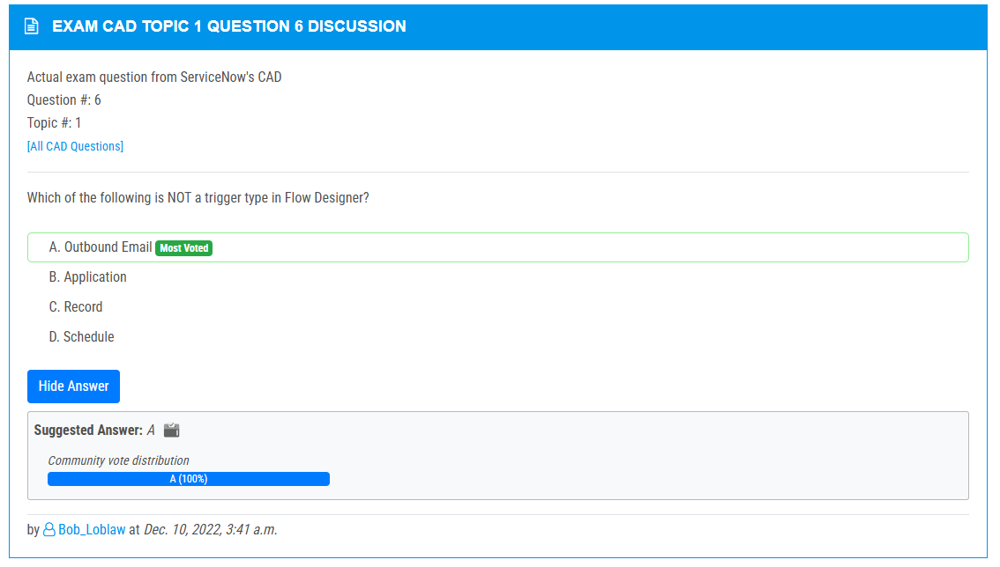 EXAM CAD TOPIC 1 QUESTION 6 DISCUSSION
Actual exam question from ServiceNow's CAD
Question #: 6
Topic #: 1
[All CAD Questions]
Which of the following is NOT a trigger type in Flow Designer?
A. Outbound Email Most Voted
B. Application
C. Record
D. Schedule
Hide Answer
Suggested Answer: A
Community vote distribution
A (100%)
by Bob_Loblaw at Dec. 10, 2022, 3:41 a.m.